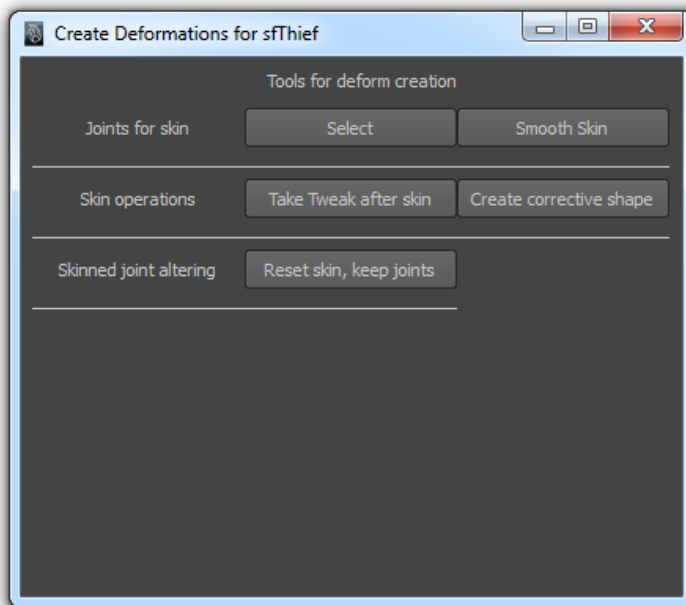 Create Deformations for sfThief
Tools for deform creation
Joints for skin Select Smooth Skin
Skin operations Take Tweak after skin Create corrective shape
Skinned joint altering Reset skin, keep joints